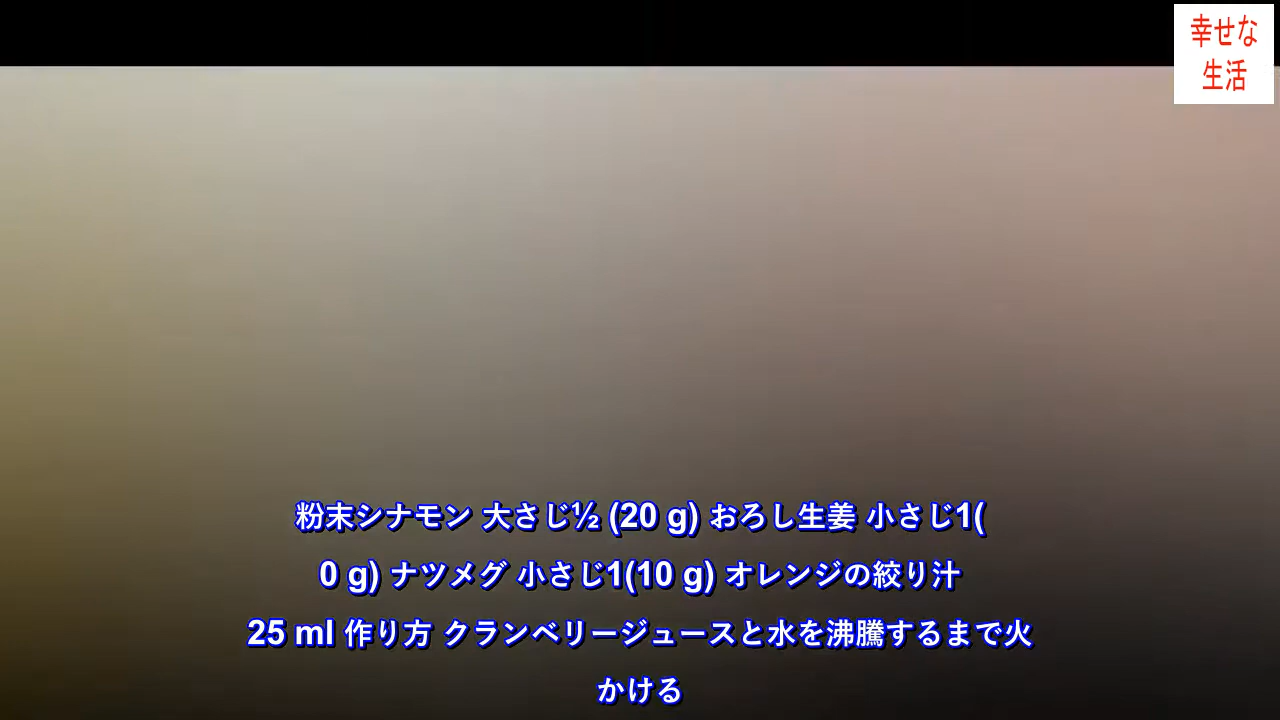 幸せな
生活
粉末シナモン 大さじ½ (20 g) おろし生姜 小さじ1(
0 g) ナツメグ 小さじ1(10 g) オレンジの絞り汁
25 ml 作り方 クランベリージュースと水を沸騰するまで火
かける